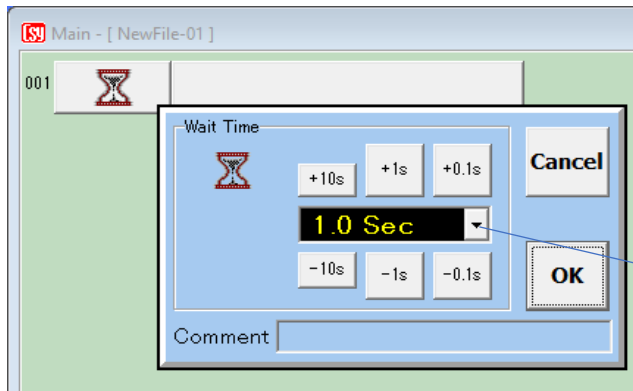 Sy Main - [ NewFile-01 ]
001
Wait Time
+10s +1s +0.1s
Cancel
1.0 Sec
-10s -1s -0.1s
OK
Comment